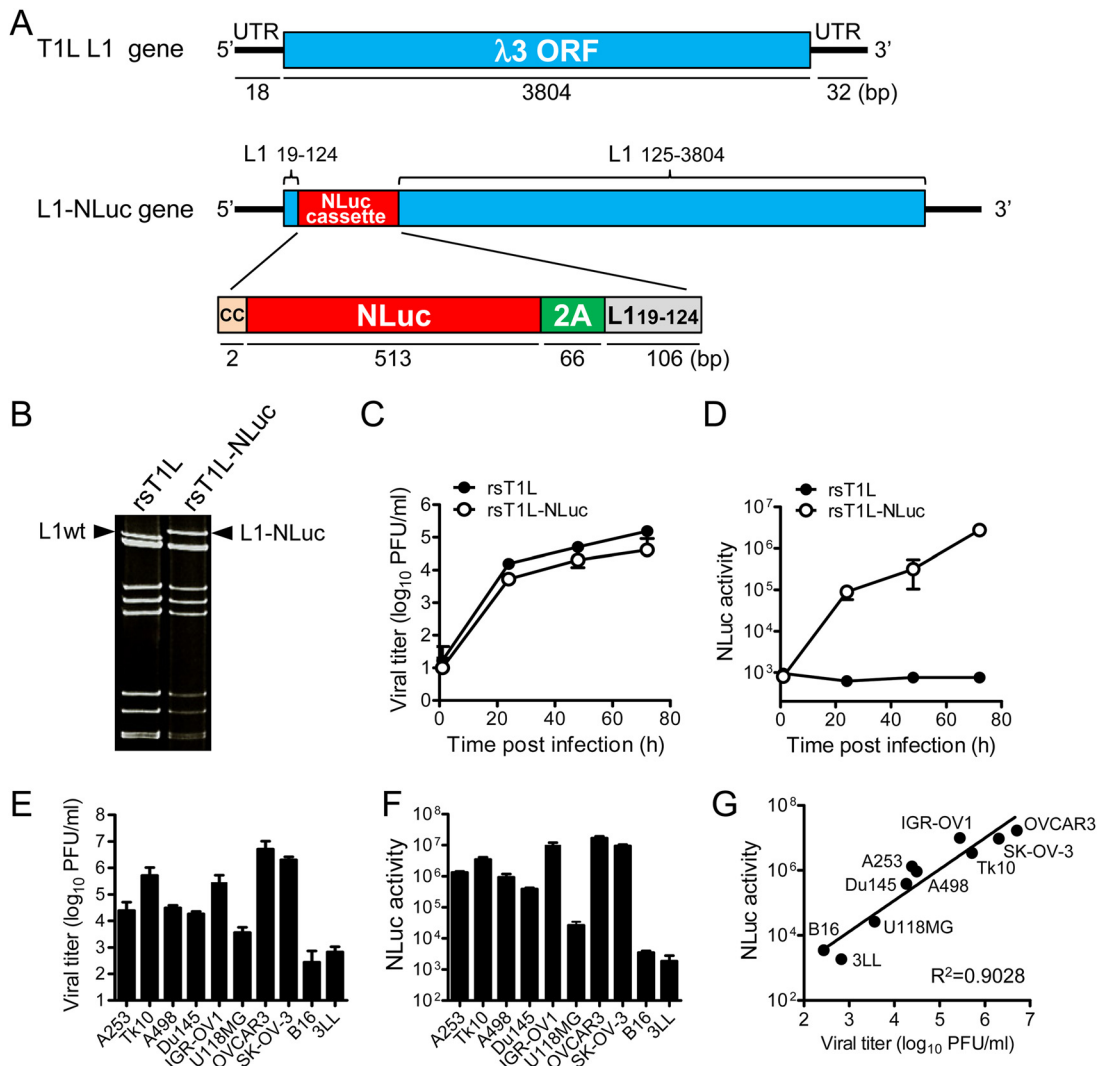 A
T1L L1 gene
5’
UTR
λ3 ORF
UTR
3’
18
3804
32 (bp)
L1 19-124
L1 125-3804
L1-NLuc gene
5’
NLuc
cassette
3’
CC
NLuc
2A
L119-124
2
513
66
106 (bp)
B
rsT1L
rsT1L-NLuc
L1wt
L1-NLuc
C
rsT1L
rsT1L-NLuc
Viral titer (log10 PFU/ml)
6
5
4
3
2
1
0
0
20
40
60
80
Time post infection (h)
D
rsT1L
rsT1L-NLuc
NLuc activity
10^7
10^6
10^5
10^4
10^3
0
20
40
60
80
Time post infection (h)
E
Viral titer (log10 PFU/ml)
8
7
6
5
4
3
2
1
A253
Tk10
A498
Du145
IGR-OV1
U118MG
OVCAR3
SK-OV-3
B16
3LL
F
NLuc activity
10^8
10^7
10^6
10^5
10^4
10^3
10^2
A253
Tk10
A498
Du145
IGR-OV1
U118MG
OVCAR3
SK-OV-3
B16
3LL
G
NLuc activity
10^8
10^6
10^4
10^2
IGR-OV1
OVCAR3
SK-OV-3
Tk10
A253
A498
Du145
U118MG
B16
3LL
R^2=0.9028
2
3
4
5
6
7
Viral titer (log10 PFU/ml)